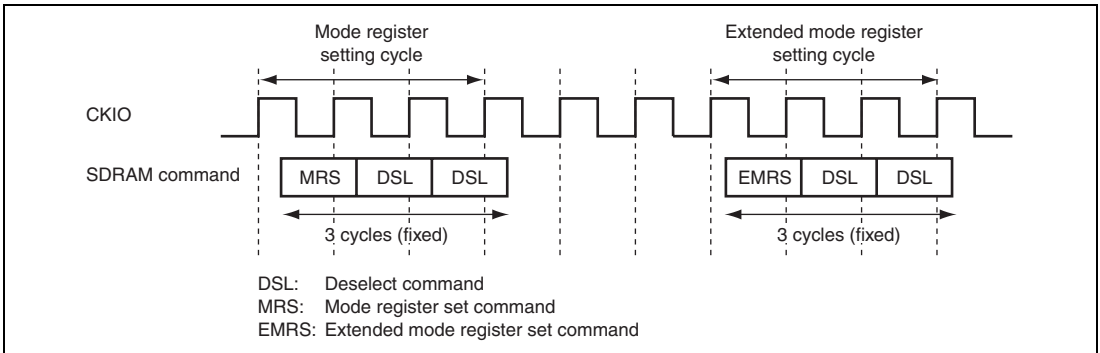 Mode register
setting cycle
Extended mode register
setting cycle
CKIO
SDRAM command
MRS DSL DSL
EMRS DSL DSL
3 cycles (fixed)
3 cycles (fixed)
DSL: Deselect command
MRS: Mode register set command
EMRS: Extended mode register set command